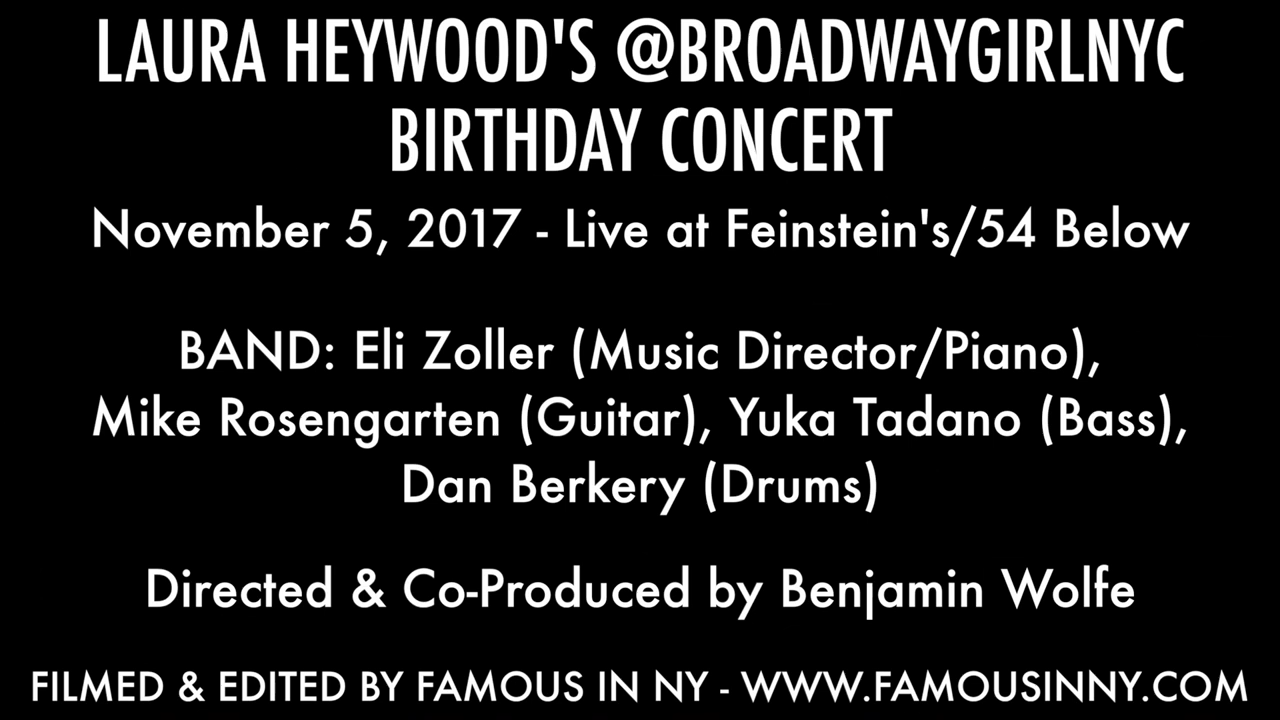 LAURA HEYWOOD'S @BROADWAYGIRLNYC
BIRTHDAY CONCERT
November 5, 2017 - Live at Feinstein's/54 Below
BAND: Eli Zoller (Music Director/Piano),
Mike Rosengarten (Guitar), Yuka Tadano (Bass),
Dan Berkery (Drums)
Directed & Co-Produced by Benjamin Wolfe
FILMED & EDITED BY FAMOUS IN NY - WWW.FAMOUSINNY.COM